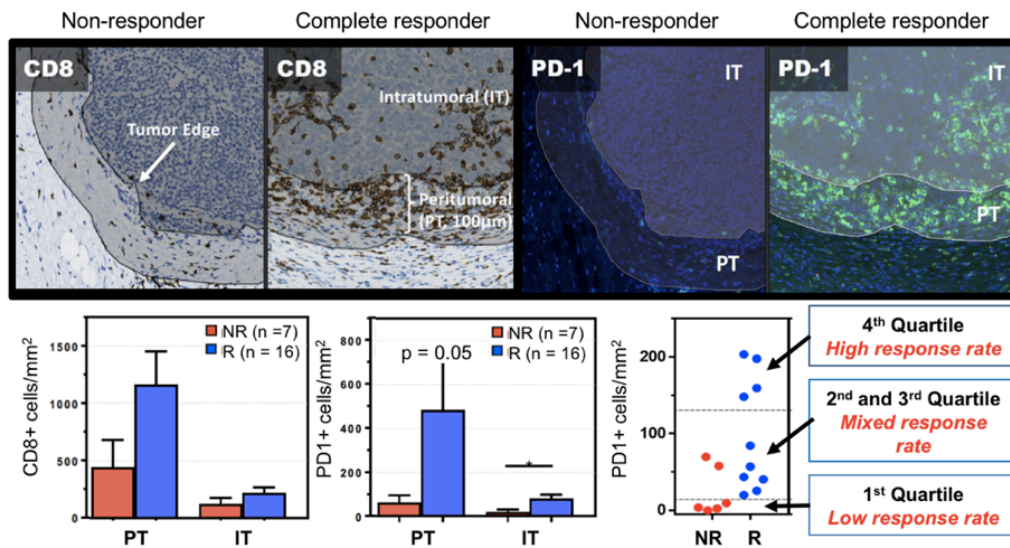 Non-responder Complete responder Non-responder Complete responder
CD8 CD8 PD-1 PD-1
IT IT
Intratumoral (IT)
Tumor Edge
Peritumoral
(PT, 100µm)
PT
PT
NR (n =7)
R (n = 16)
CD8+ cells/mm²
1500
1000
500
0
PT IT
NR (n =7)
R (n = 16)
p = 0.05
PD1+ cells/mm²
800
600
400
200
0
*
PT IT
PD1+ cells/mm²
200
100
0
NR R
4th Quartile
High response rate
2nd and 3rd Quartile
Mixed response
rate
1st Quartile
Low response rate